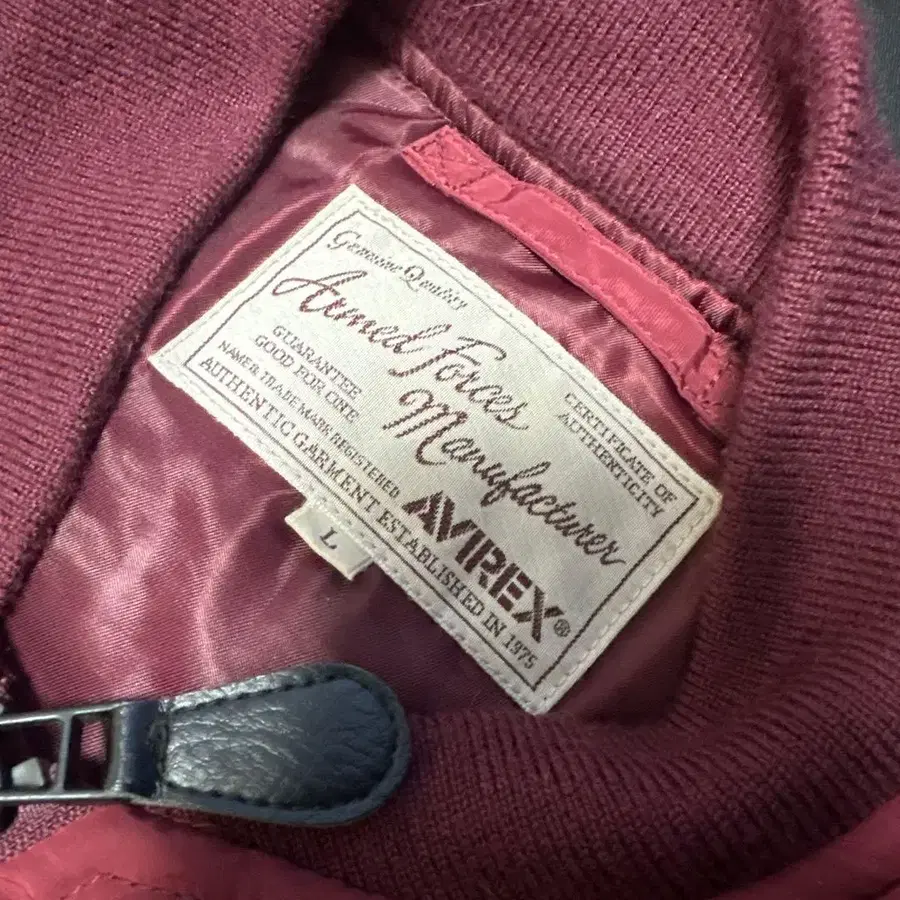 Genuine Quality
Armed Forces
Manufacturer
GUARANTEE
GOOD FOR ONE
CERTIFICATE OF
AUTHENTICITY
NAME & TRADE MARK REGISTERED
AVIREX®
AUTHENTIC GARMENT ESTABLISHED IN 1975
L